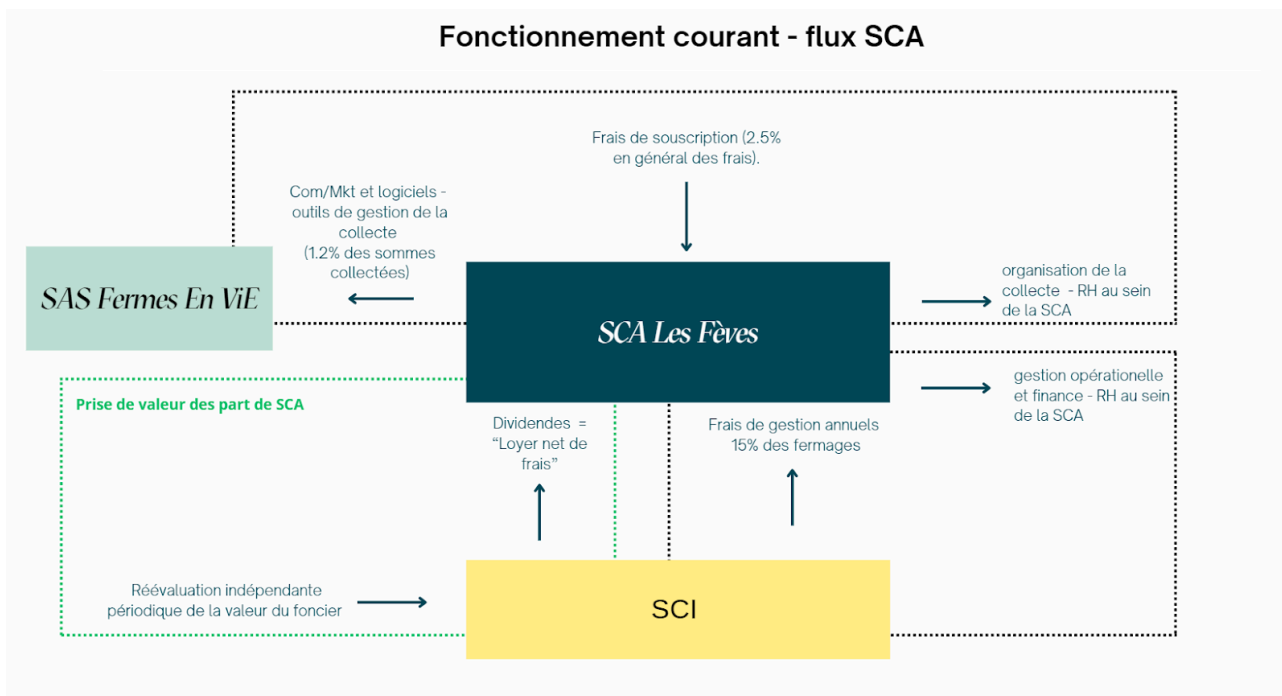 Fonctionnement courant - flux SCA
Frais de souscription (2.5%
en général des frais).
Com/Mkt et logiciels -
outils de gestion de la
collecte
(1.2% des sommes
collectées)
SAS Fermes En ViE
SCA Les Fèves
organisation de la
collecte - RH au sein
de la SCA
gestion opérationelle
et finance - RH au sein
de la SCA
Prise de valeur des part de SCA
Dividendes =
“Loyer net de
frais”
Frais de gestion annuels
15% des fermages
Réévaluation indépendante
périodique de la valeur du foncier
SCI